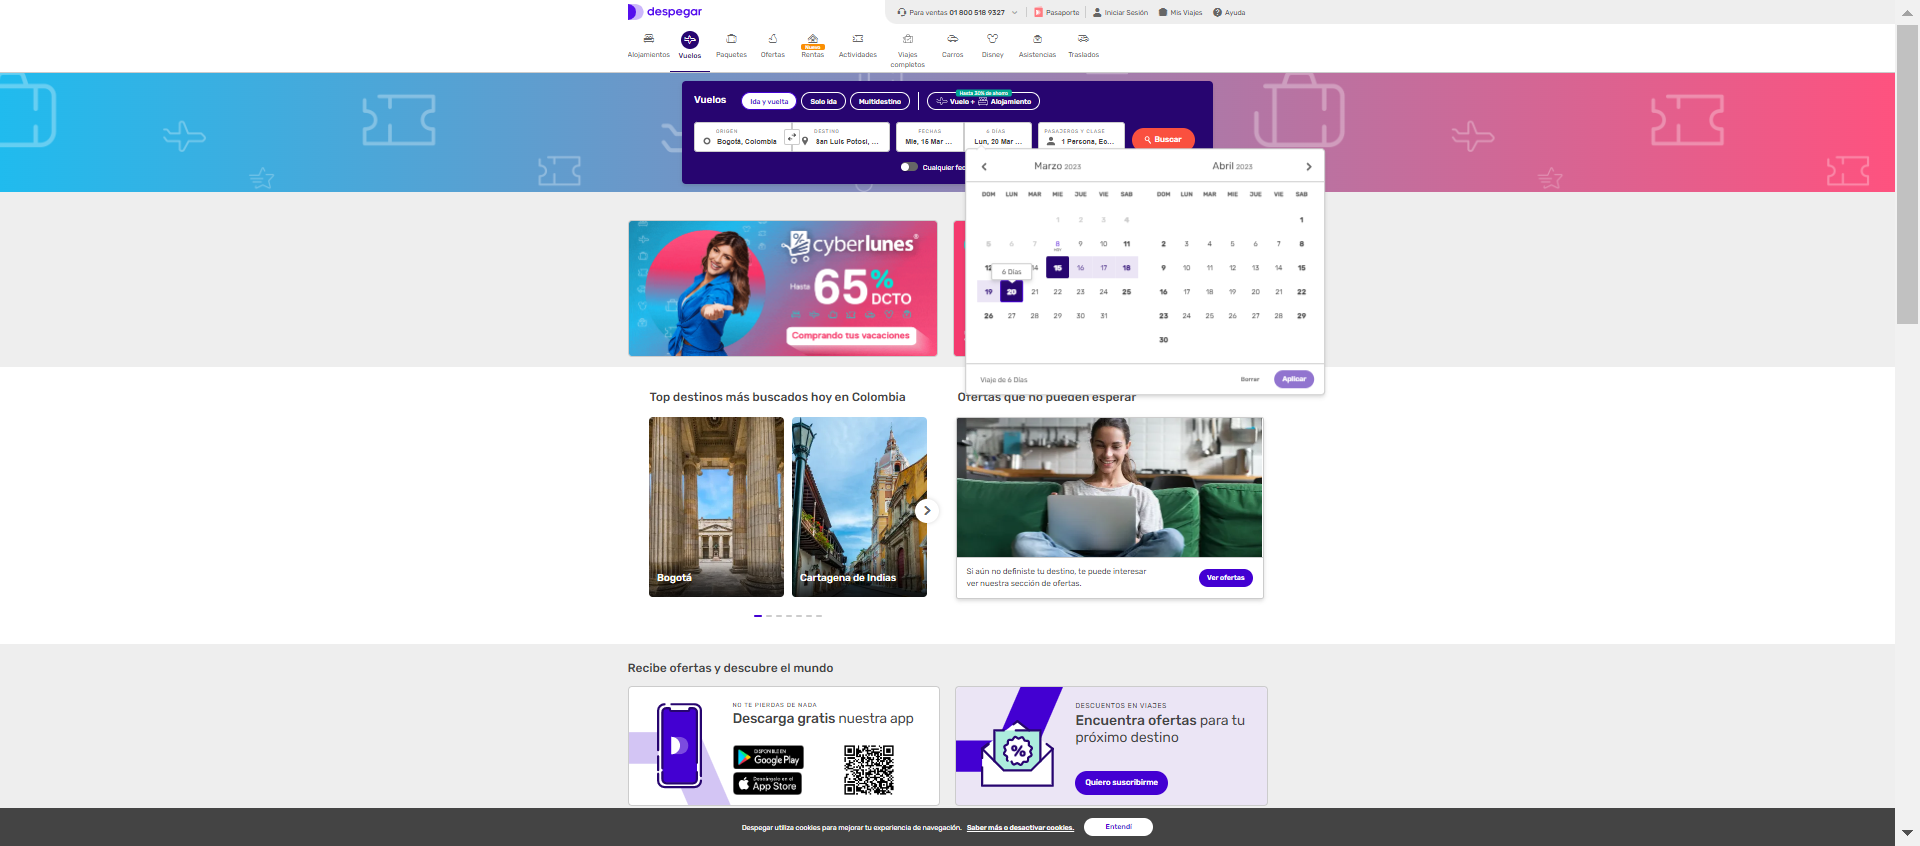 despegar
Para ventas 01 800 518 9327
Pasaporte
Iniciar Sesión
Mis Viajes
Ayuda
Alojamientos
Vuelos
Paquetes
Ofertas
Nuevo
Rentas
Actividades
Viajes
completos
Carros
Disney
Asistencias
Traslados
Vuelos
Ida y vuelta
Solo ida
Multidestino
Hasta 30% de ahorro
Vuelo + Alojamiento
ORIGEN
Bogotá, Colombia
DESTINO
San Luis Potosí, ...
FECHAS
Mie, 15 Mar ...
6 DÍAS
Lun, 20 Mar ...
PASAJEROS Y CLASE
1 Persona, Ec...
Buscar
Cualquier fec
Marzo 2023
Abril 2023
DOM LUN MAR MIE JUE VIE SAB
DOM LUN MAR MIE JUE VIE SAB
1 2 3 4
1
5 6 7 8 9 10 11
HOY
2 3 4 5 6 7 8
12 14 15 16 17 18
9 10 11 12 13 14 15
6 Días
19 20 21 22 23 24 25
16 17 18 19 20 21 22
26 27 28 29 30 31
23 24 25 26 27 28 29
30
Viaje de 6 Días
Borrar
Aplicar
cyberlunes®
Hasta 65% DCTO
Comprando tus vacaciones
Top destinos más buscados hoy en Colombia
Bogotá
Cartagena de Indias
Ofertas que no pueden esperar
Si aún no definiste tu destino, te puede interesar
ver nuestra sección de ofertas.
Ver ofertas
Recibe ofertas y descubre el mundo
NO TE PIERDAS DE NADA
Descarga gratis nuestra app
DISPONIBLE EN
Google Play
Descárgalo en el
App Store
DESCUENTOS EN VIAJES
Encuentra ofertas para tu
próximo destino
Quiero suscribirme
Despegar utiliza cookies para mejorar tu experiencia de navegación. Saber más o desactivar cookies.
Entendí